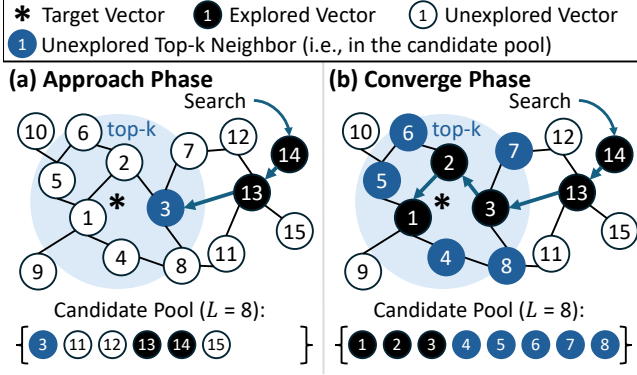 * Target Vector 1 Explored Vector 1 Unexplored Vector
1 Unexplored Top-k Neighbor (i.e., in the candidate pool)
(a) Approach Phase
Search
top-k
10 6 12
2 7 14
5 13
* 3
1 15
4 11
9 8
Candidate Pool (L = 8):
{ 3 11 12 13 14 15 }
(b) Converge Phase
Search
top-k
10 6 12
2 7 14
5 13
* 3
1 15
4 11
9 8
Candidate Pool (L = 8):
{ 1 2 3 4 5 6 7 8 }